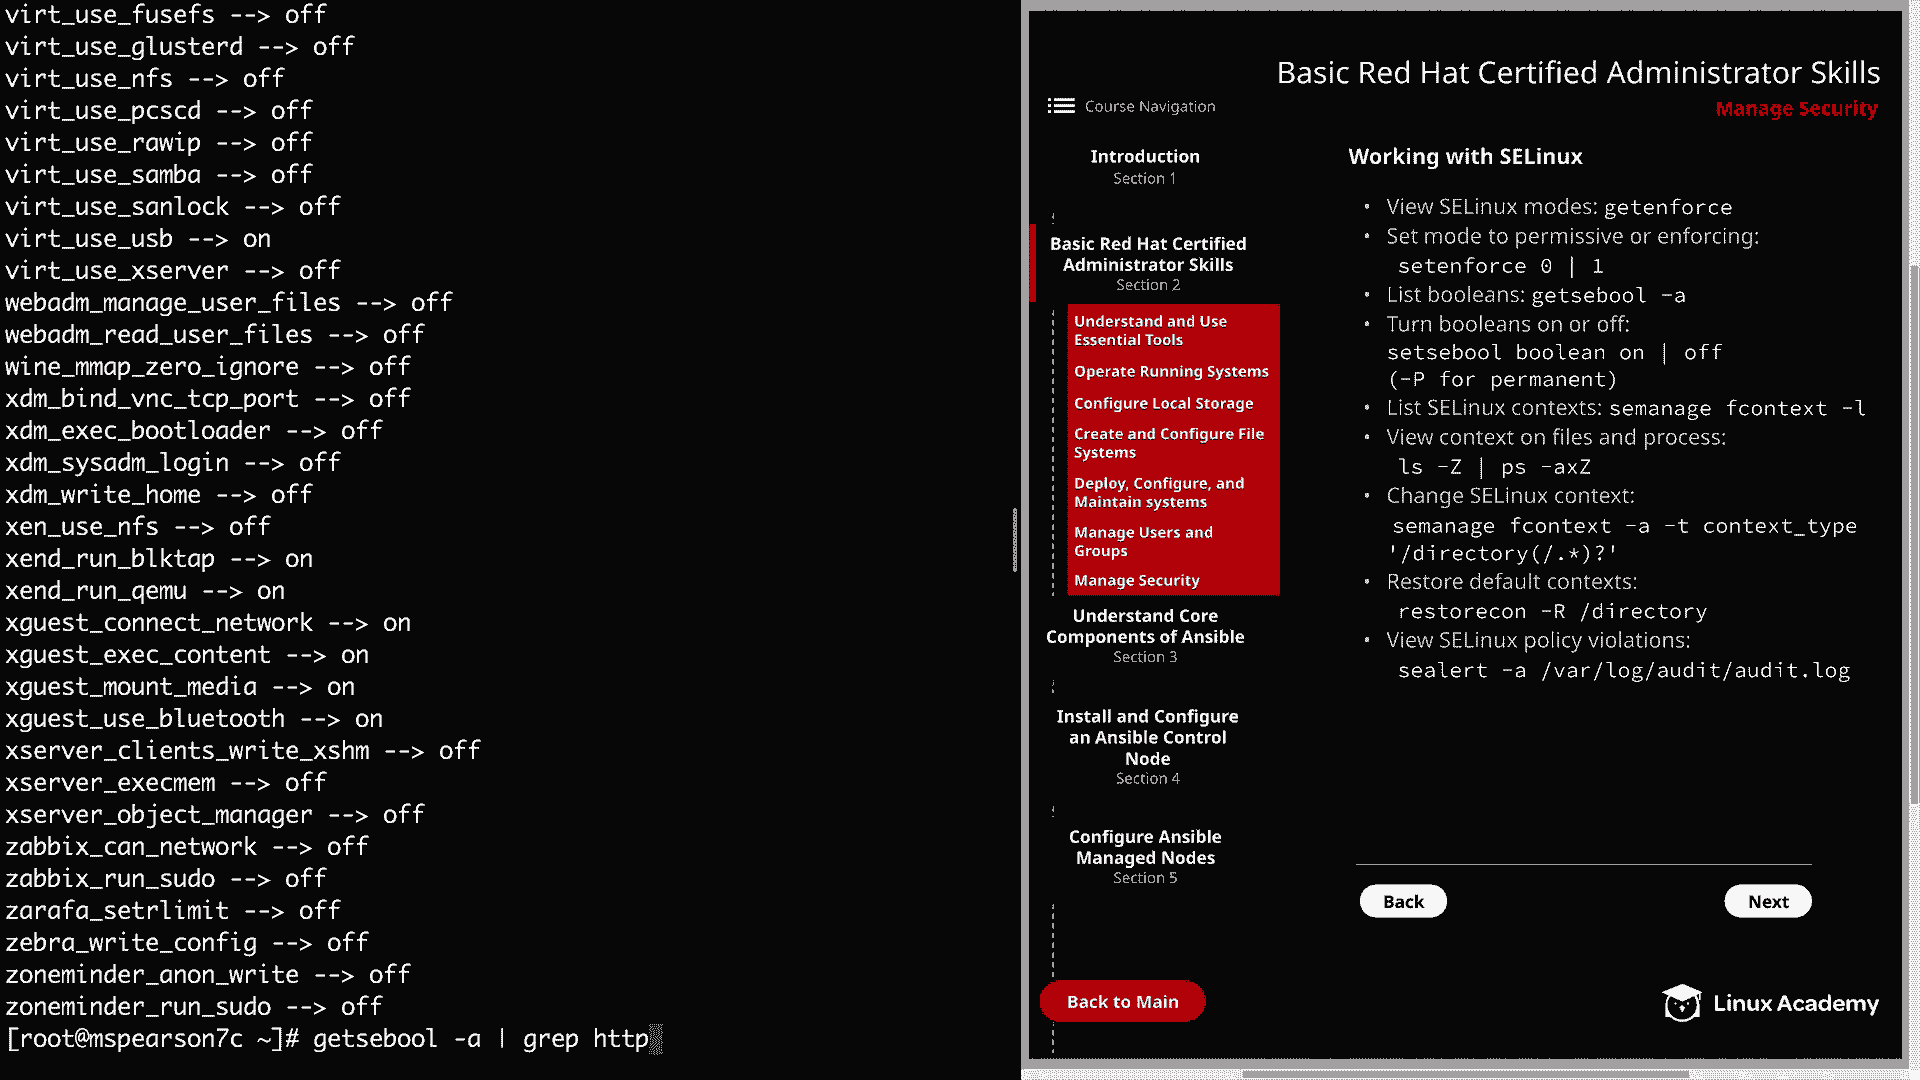 virt_use_fusefs --> off
virt_use_glusterd --> off
virt_use_nfs --> off
virt_use_pcscd --> off
virt_use_rawip --> off
virt_use_samba --> off
virt_use_sanlock --> off
virt_use_usb --> on
virt_use_xserver --> off
webadm_manage_user_files --> off
webadm_read_user_files --> off
wine_mmap_zero_ignore --> off
xdm_bind_vnc_tcp_port --> off
xdm_exec_bootloader --> off
xdm_sysadm_login --> off
xdm_write_home --> off
xen_use_nfs --> off
xend_run_blktap --> on
xend_run_qemu --> on
xguest_connect_network --> on
xguest_exec_content --> on
xguest_mount_media --> on
xguest_use_bluetooth --> on
xserver_clients_write_xshm --> off
xserver_execmem --> off
xserver_object_manager --> off
zabbix_can_network --> off
zabbix_run_sudo --> off
zarafa_setrlimit --> off
zebra_write_config --> off
zoneminder_anon_write --> off
zoneminder_run_sudo --> off
[root@mspearson7c ~]# getsebool -a | grep http
Basic Red Hat Certified Administrator Skills
Manage Security
Course Navigation
Introduction
Section 1
Basic Red Hat Certified
Administrator Skills
Section 2
Understand and Use
Essential Tools
Operate Running Systems
Configure Local Storage
Create and Configure File
Systems
Deploy, Configure, and
Maintain systems
Manage Users and
Groups
Manage Security
Understand Core
Components of Ansible
Section 3
Install and Configure
an Ansible Control
Node
Section 4
Configure Ansible
Managed Nodes
Section 5
Back to Main
Working with SELinux
• View SELinux modes: getenforce
• Set mode to permissive or enforcing:
setenforce 0 | 1
• List booleans: getsebool -a
• Turn booleans on or off:
setsebool boolean on | off
(-P for permanent)
• List SELinux contexts: semanage fcontext -l
• View context on files and process:
ls -Z | ps -axZ
• Change SELinux context:
semanage fcontext -a -t context_type
'/directory(/.*)?'
• Restore default contexts:
restorecon -R /directory
• View SELinux policy violations:
sealert -a /var/log/audit/audit.log
Back
Next
Linux Academy